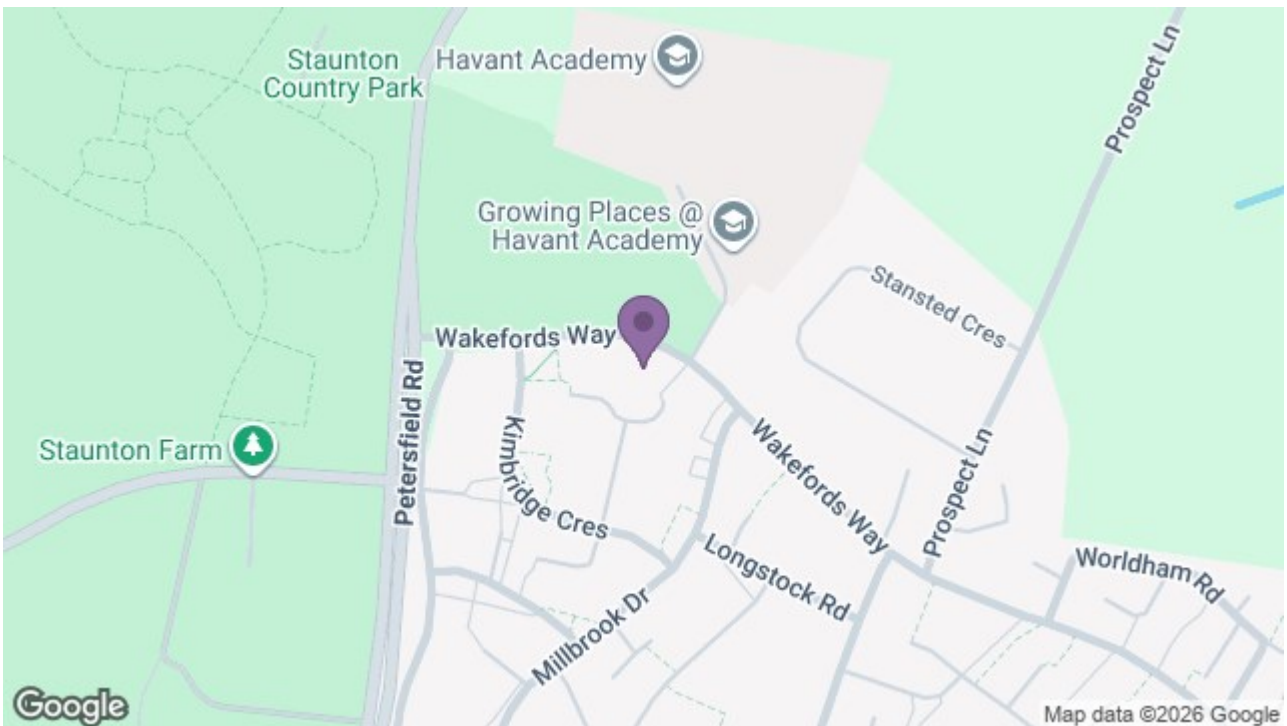 Staunton
Country Park
Havant Academy
Prospect Ln
Growing Places @
Havant Academy
Stansted Cres
Wakefords Way
Petersfield Rd
Staunton Farm
Kimbridge Cres
Wakefords Way
Prospect Ln
Longstock Rd
Worldham Rd
Millbrook Dr
Google
Map data ©2026 Google